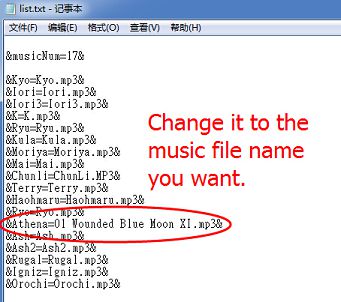 list.txt - 记事本
文件(F) 编辑(E) 格式(O) 查看(V) 帮助(H)
&musicNum=17&
&Kyo=Kyo.mp3&
&Iori=Iori.mp3&
&Iori3=Iori3.mp3&
&K=K.mp3&
&Ryu=Ryu.mp3&
&Kula=Kula.mp3&
&Moriya=Moriya.mp3&
&Mai=Mai.mp3&
&Chunli=ChunLi.MP3&
&Terry=Terry.mp3&
&Haohmaru=Haohmaru.mp3&
&Ryo=Ryo.mp3&
&Athena=01 Wounded Blue Moon XI.mp3&
&Ash=Ash.mp3&
&Ash2=Ash2.mp3&
&Rugal=Rugal.mp3&
&Igniz=Igniz.mp3&
&Orochi=Orochi.mp3&
Change it to the
music file name
you want.